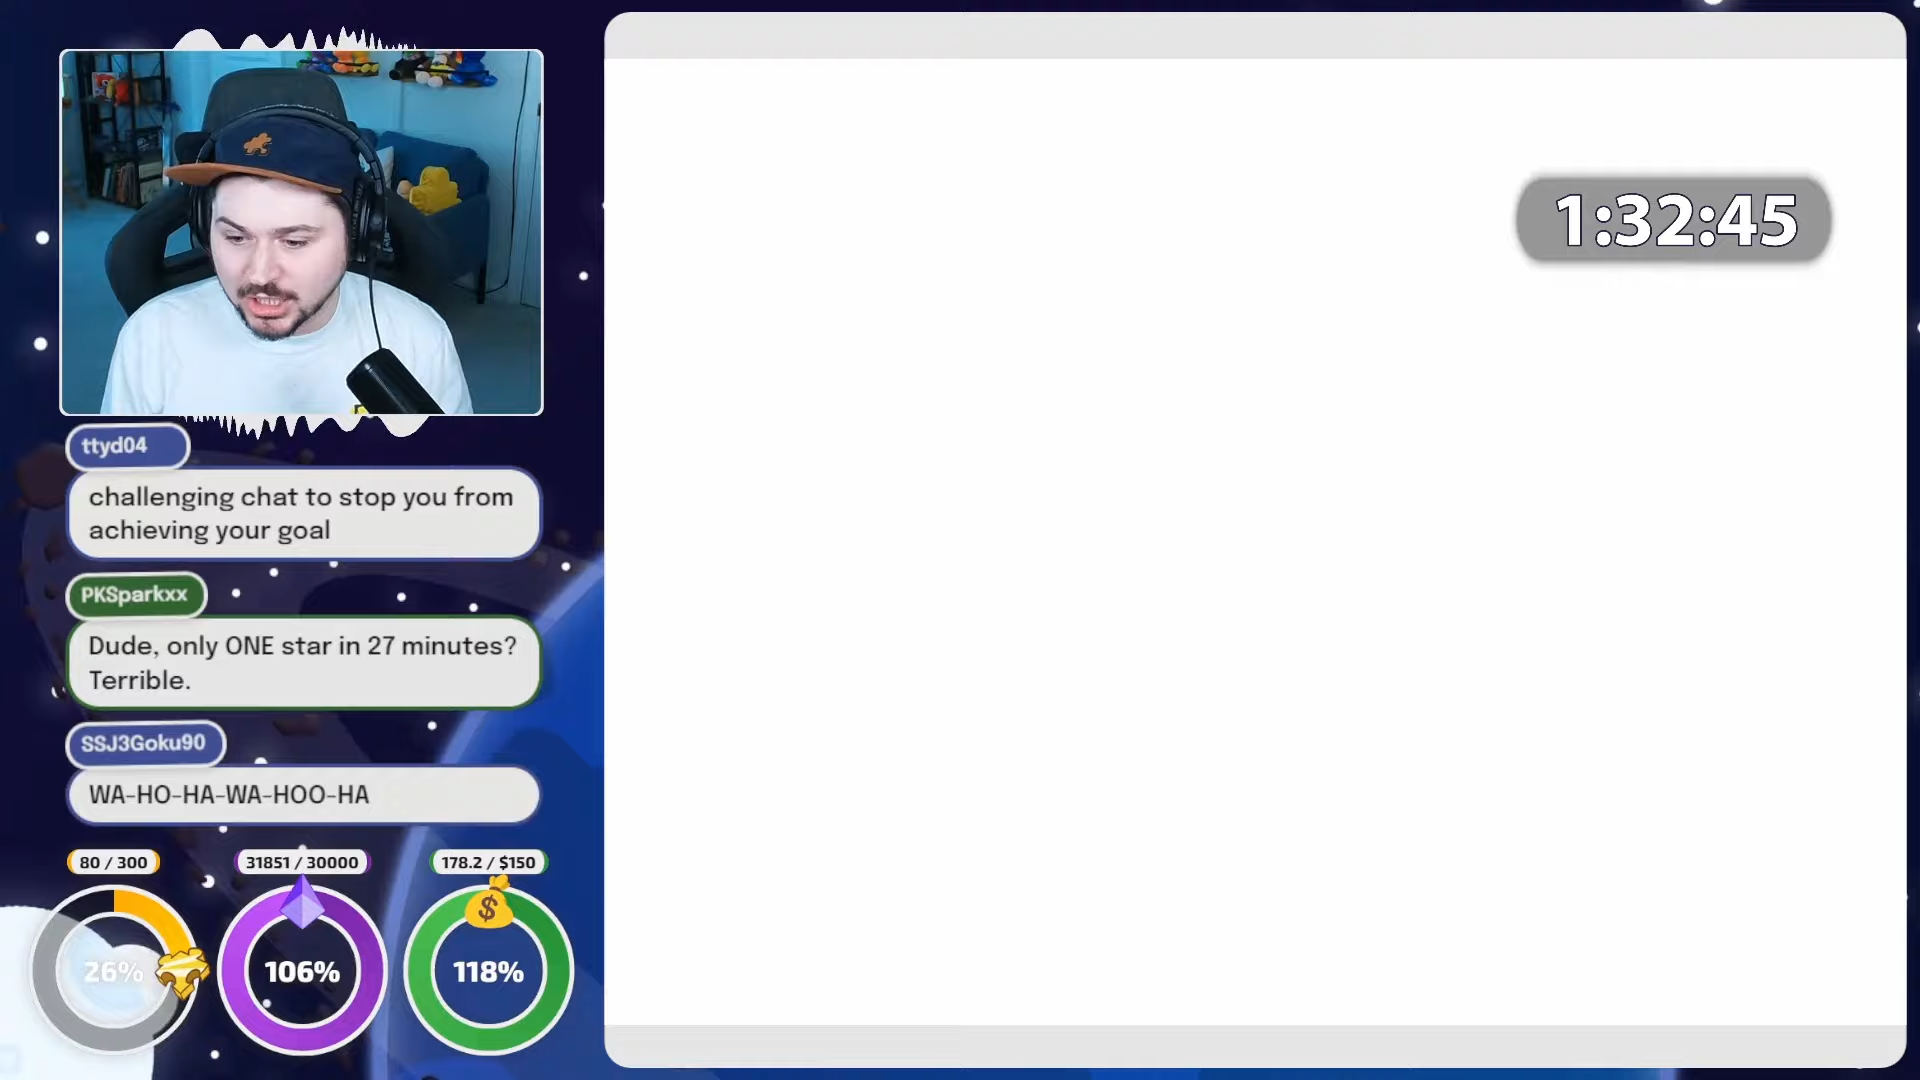 1:32:45
ttyd04
challenging chat to stop you from
achieving your goal
PKSparkxx
Dude, only ONE star in 27 minutes?
Terrible.
SSJ3Goku90
WA-HO-HA-WA-HOO-HA
80 / 300
31851 / 30000
178.2 / $150
26%
106%
118%